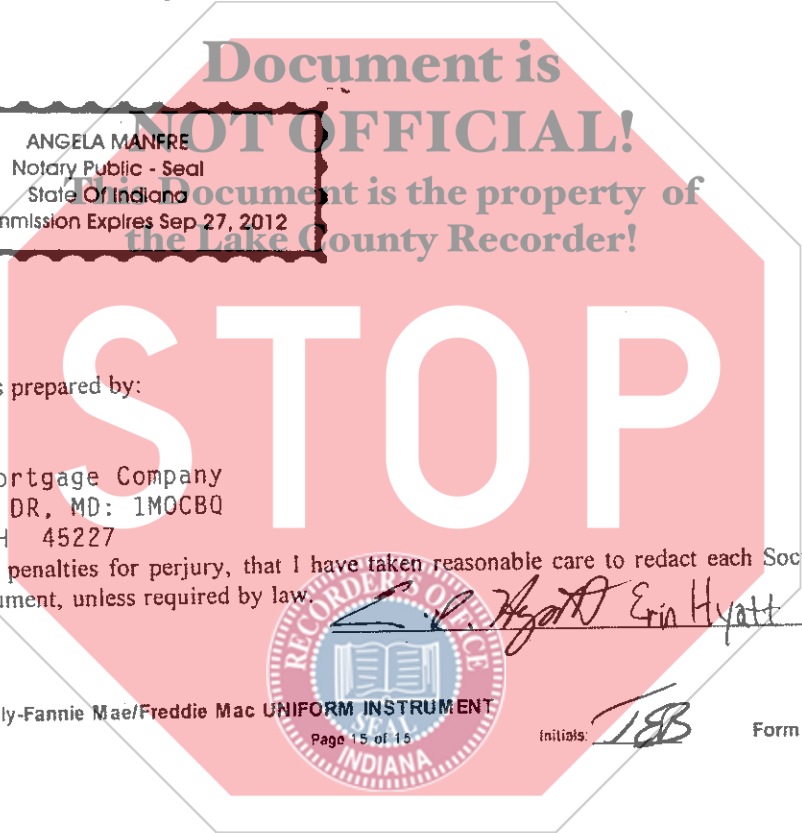 Document is
NOT OFFICIAL!
This Document is the property of
the Lake County Recorder!
ANGELA MANFRE
Notary Public - Seal
State Of Indiana
mmission Expires Sep 27, 2012
STOP
s prepared by:
ortgage Company
DR, MD: 1MOCBQ
H 45227
penalties for perjury, that I have taken reasonable care to redact each Soc
ument, unless required by law.
Erin Hyatt
RECORDER'S OFFICE
SEAL
INDIANA
ly-Fannie Mae/Freddie Mac UNIFORM INSTRUMENT
Page 15 of 15
Initials: TEB
Form